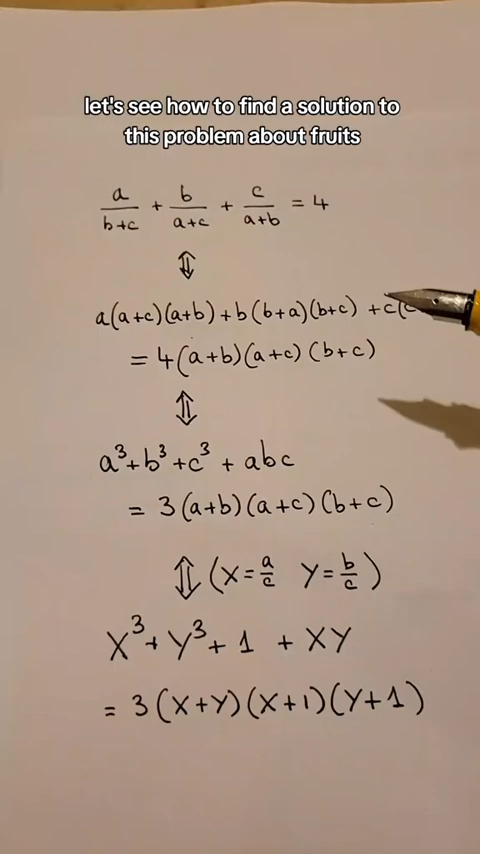 let's see how to find a solution to
this problem about fruits
a/(b+c) + b/(a+c) + c/(a+b) = 4
⇕
a(a+c)(a+b)+b(b+a)(b+c) +c(c
= 4(a+b)(a+c)(b+c)
⇕
a³+b³+c³ + abc
= 3(a+b)(a+c)(b+c)
⇕ (X=a/c Y=b/c)
X³+Y³+1 + XY
= 3(X+Y)(X+1)(Y+1)